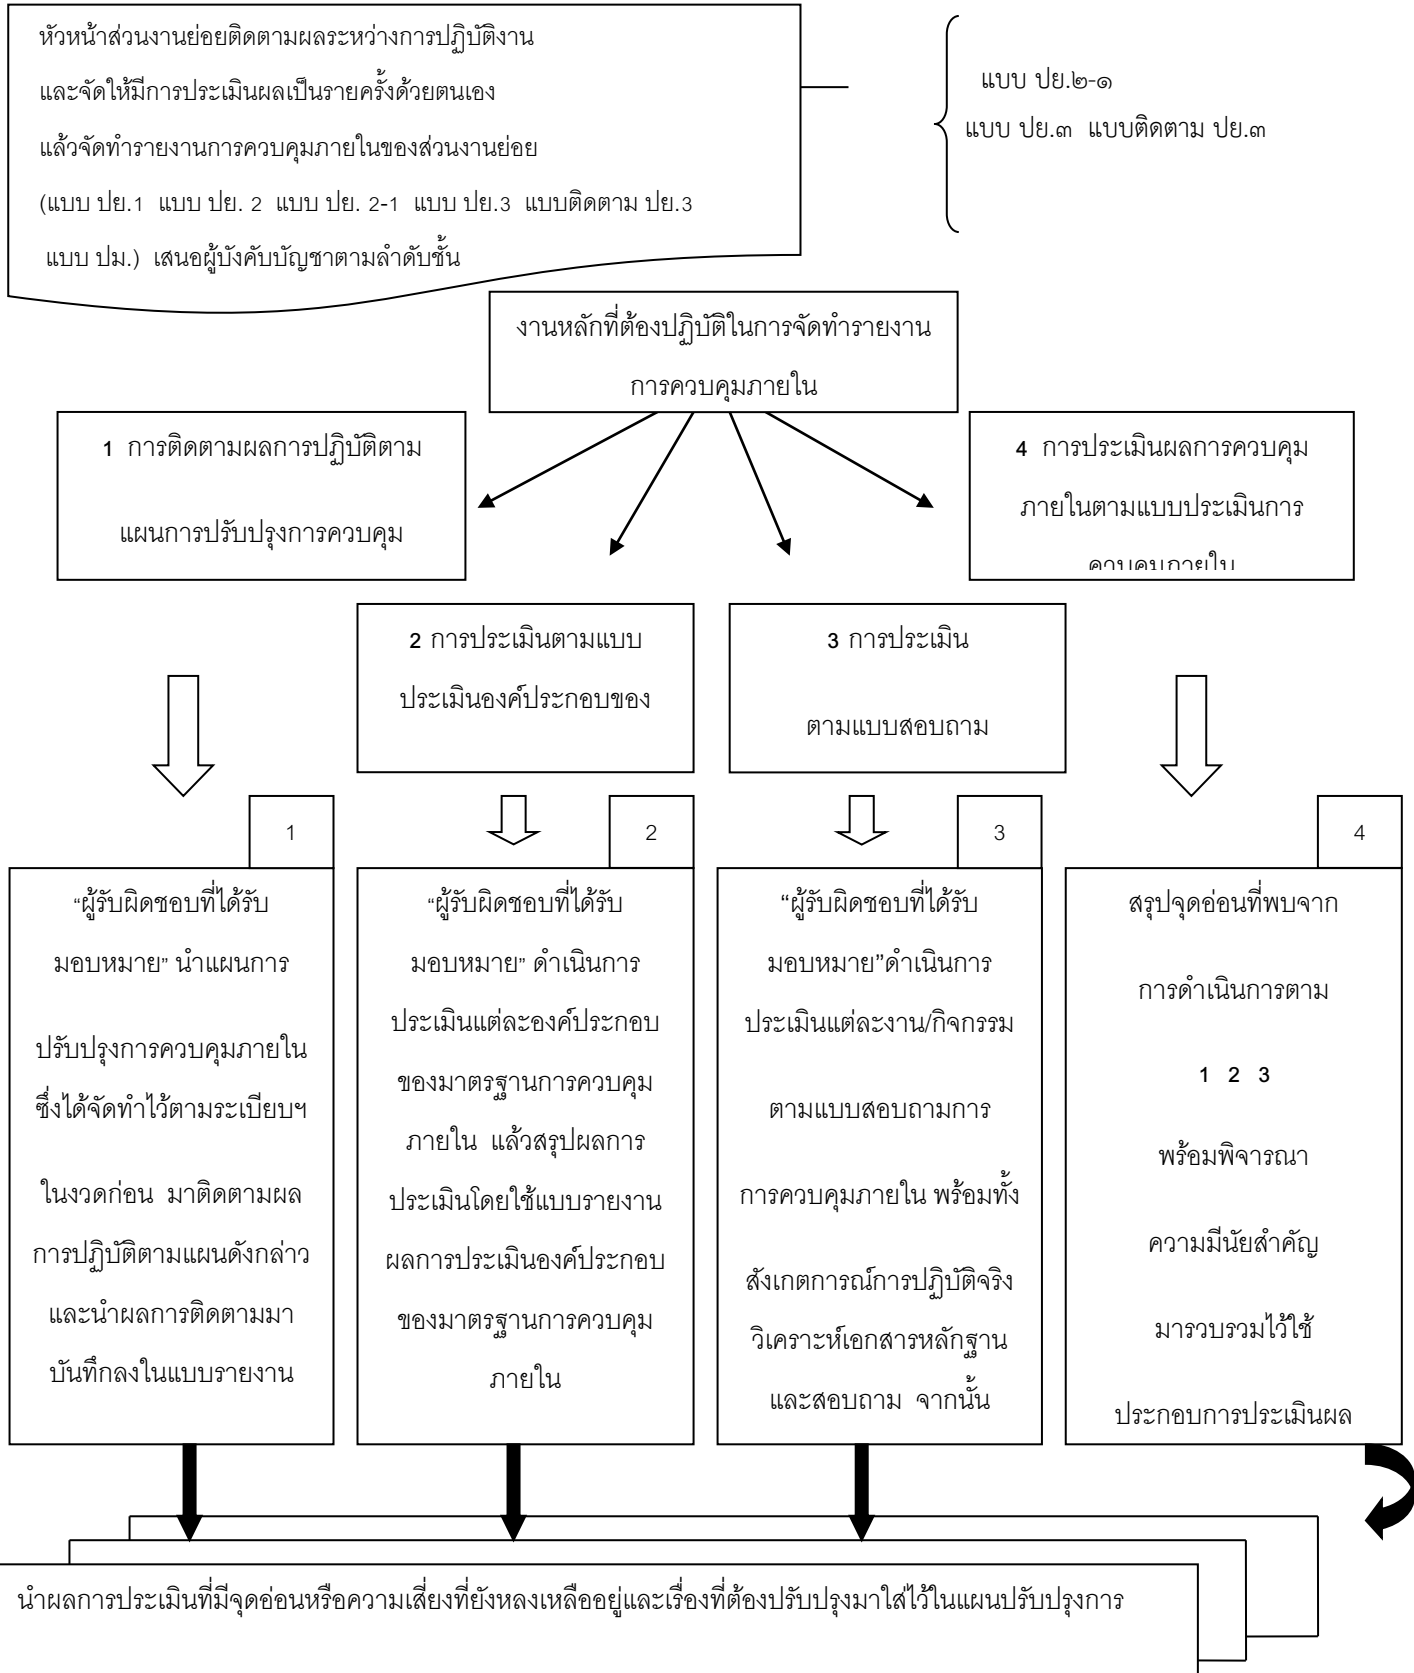 หัวหน้าส่วนงานย่อยติดตามผลระหว่างการปฏิบัติงาน
และจัดให้มีการประเมินผลเป็นรายครั้งด้วยตนเอง
แล้วจัดทำรายงานการควบคุมภายในของส่วนงานย่อย
(แบบ ปย.1 แบบ ปย. 2 แบบ ปย. 2-1 แบบ ปย.3 แบบติดตาม ปย.3
แบบ ปม.) เสนอผู้บังคับบัญชาตามลำดับชั้น
แบบ ปย.๒-๑
แบบ ปย.๓ แบบติดตาม ปย.๓
งานหลักที่ต้องปฏิบัติในการจัดทำรายงาน
การควบคุมภายใน
1 การติดตามผลการปฏิบัติตาม
แผนการปรับปรุงการควบคุม
4 การประเมินผลการควบคุม
ภายในตามแบบประเมินการ
ควบคุมภายใน
2 การประเมินตามแบบ
ประเมินองค์ประกอบของ
3 การประเมิน
ตามแบบสอบถาม
1
2
3
4
“ผู้รับผิดชอบที่ได้รับ
มอบหมาย” นำแผนการ
ปรับปรุงการควบคุมภายใน
ซึ่งได้จัดทำไว้ตามระเบียบฯ
ในงวดก่อน มาติดตามผล
การปฏิบัติตามแผนดังกล่าว
และนำผลการติดตามมา
บันทึกลงในแบบรายงาน
“ผู้รับผิดชอบที่ได้รับ
มอบหมาย” ดำเนินการ
ประเมินแต่ละองค์ประกอบ
ของมาตรฐานการควบคุม
ภายใน แล้วสรุปผลการ
ประเมินโดยใช้แบบรายงาน
ผลการประเมินองค์ประกอบ
ของมาตรฐานการควบคุม
ภายใน
“ผู้รับผิดชอบที่ได้รับ
มอบหมาย”ดำเนินการ
ประเมินแต่ละงาน/กิจกรรม
ตามแบบสอบถามการ
การควบคุมภายใน พร้อมทั้ง
สังเกตการณ์การปฏิบัติจริง
วิเคราะห์เอกสารหลักฐาน
และสอบถาม จากนั้น
สรุปจุดอ่อนที่พบจาก
การดำเนินการตาม
1 2 3
พร้อมพิจารณา
ความมีนัยสำคัญ
มารวบรวมไว้ใช้
ประกอบการประเมินผล
นำผลการประเมินที่มีจุดอ่อนหรือความเสี่ยงที่ยังหลงเหลืออยู่และเรื่องที่ต้องปรับปรุงมาใส่ไว้ในแผนปรับปรุงการ